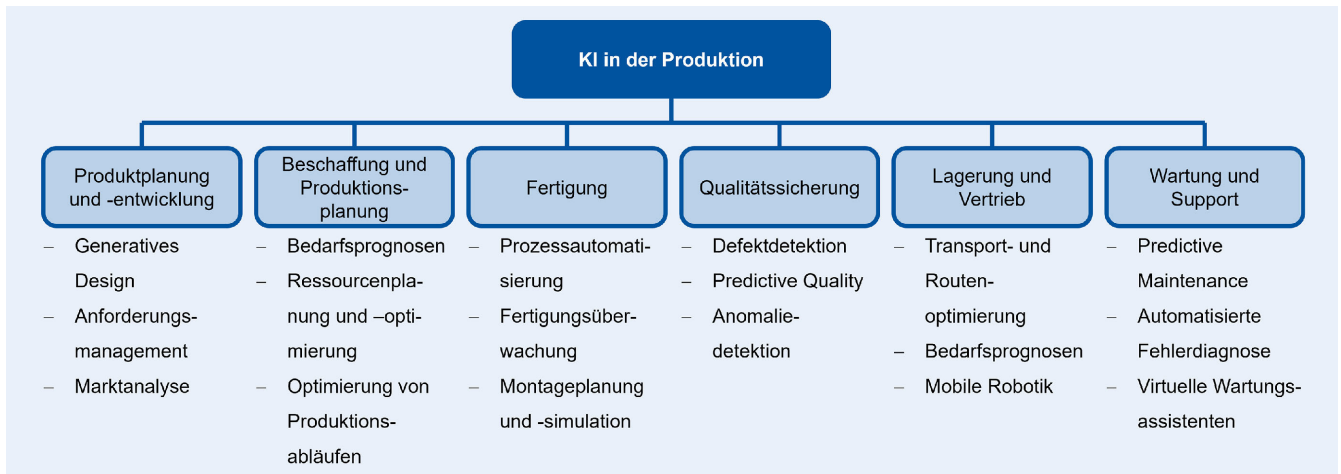 KI in der Produktion
Produktplanung
und -entwicklung
– Generatives
Design
– Anforderungs-
management
– Marktanalyse
Beschaffung und
Produktions-
planung
– Bedarfsprognosen
– Ressourcenpla-
nung und –opti-
mierung
– Optimierung von
Produktions-
abläufen
Fertigung
– Prozessautomati-
sierung
– Fertigungsüber-
wachung
– Montageplanung
und -simulation
Qualitätssicherung
– Defektdetektion
– Predictive Quality
– Anomalie-
detektion
Lagerung und
Vertrieb
– Transport- und
Routen-
optimierung
– Bedarfsprognosen
– Mobile Robotik
Wartung und
Support
– Predictive
Maintenance
– Automatisierte
Fehlerdiagnose
– Virtuelle Wartungs-
assistenten